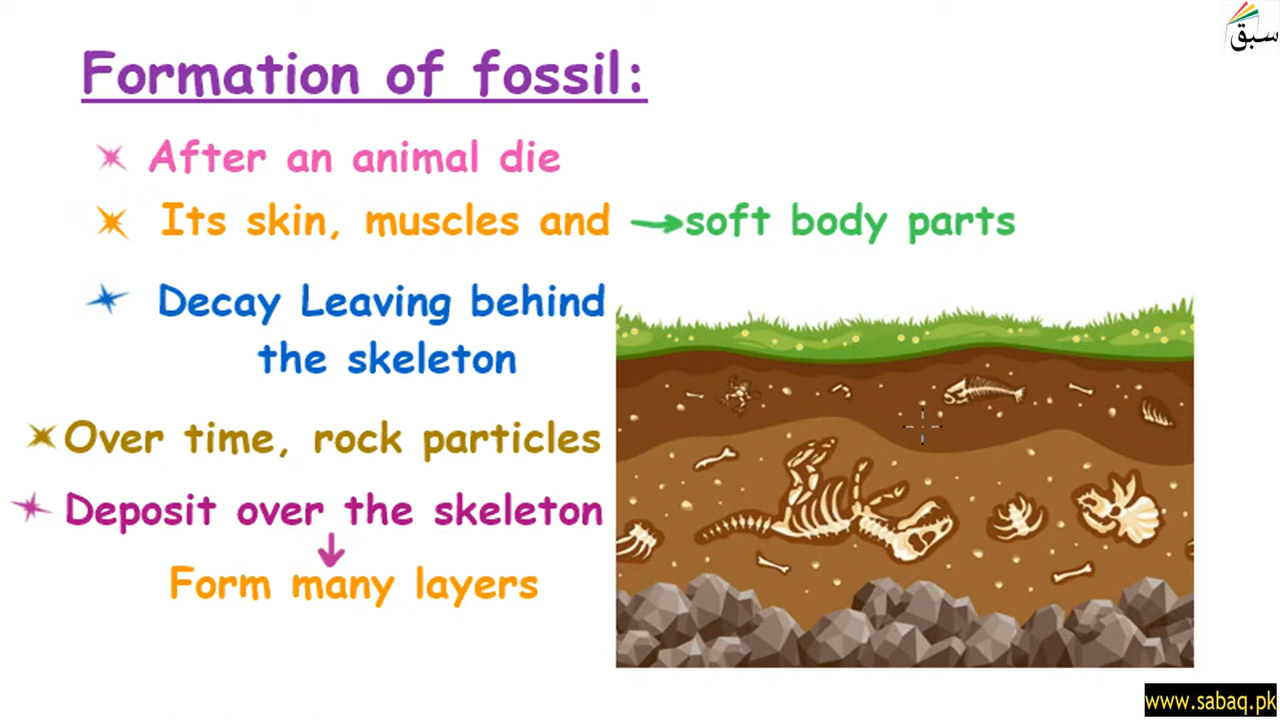 سبق
Formation of fossil:
After an animal die
Its skin, muscles and →soft body parts
Decay Leaving behind
the skeleton
Over time, rock particles
Deposit over the skeleton
↓
Form many layers
www.sabaq.pk